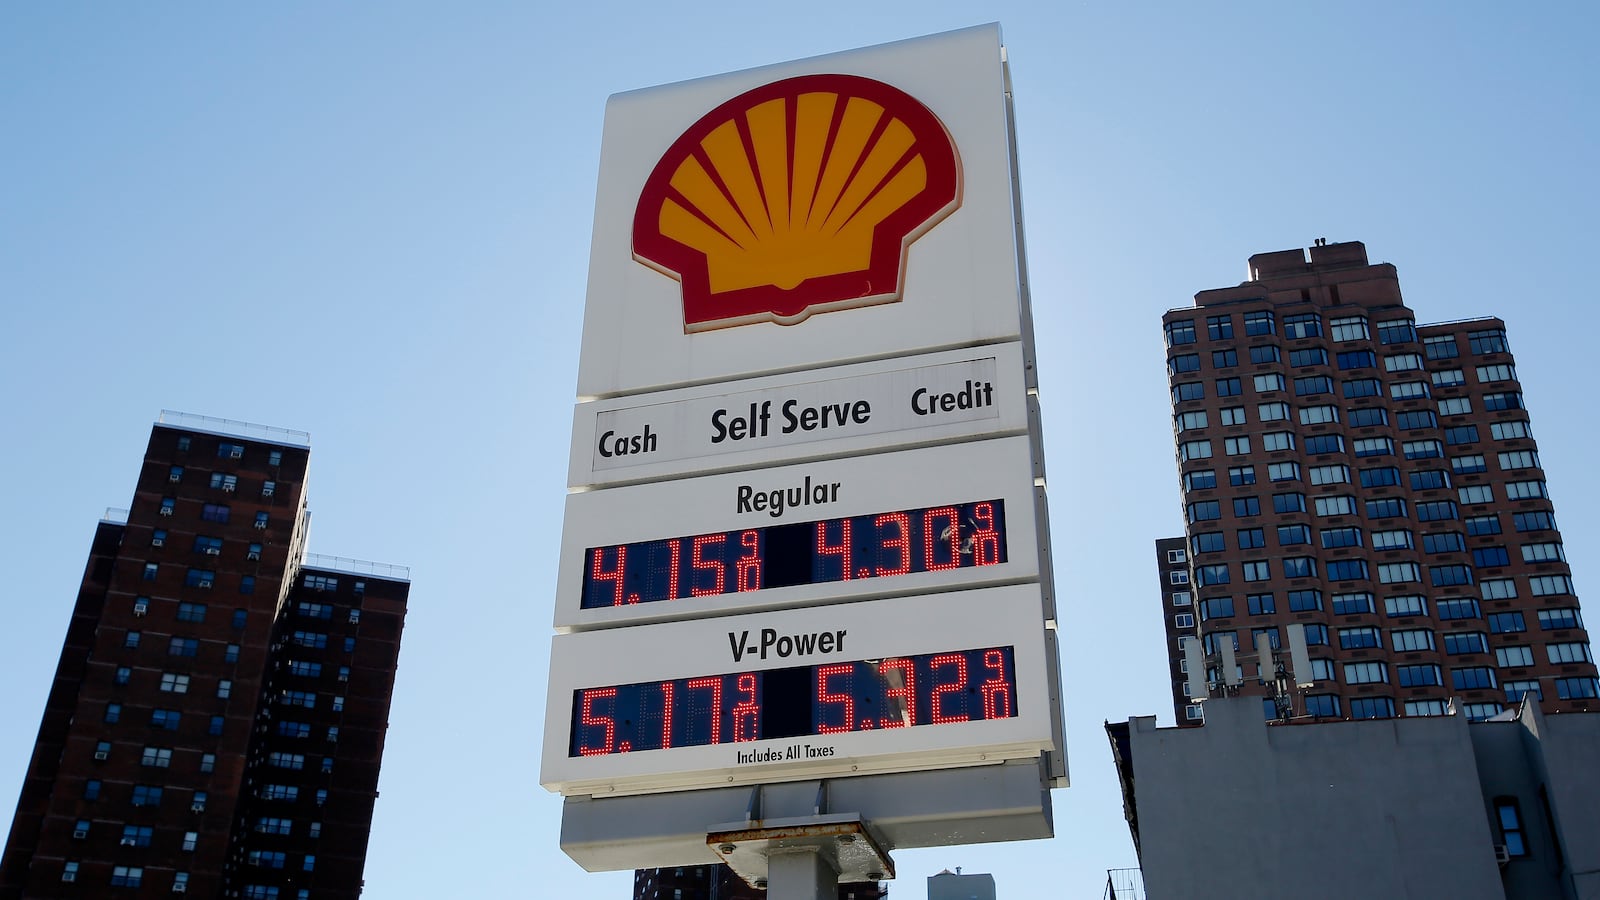 Cash Self Serve Credit
Regular
4.15 9/10 4.30 9/10
V-Power
5.17 9/10 5.32 9/10
Includes All Taxes